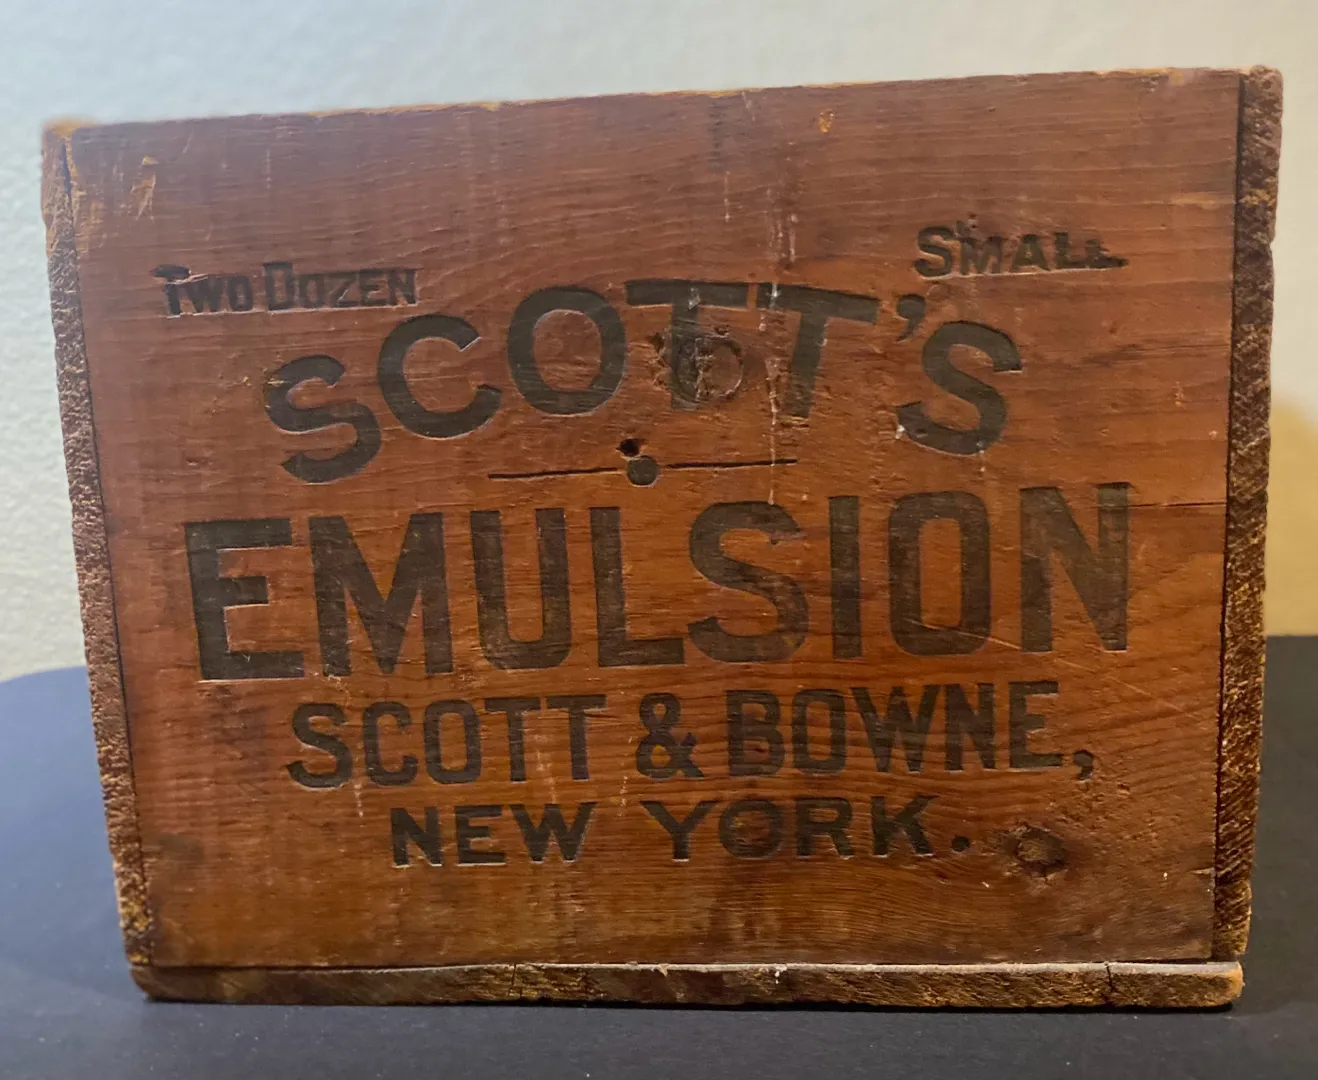 Two Dozen Small
SCOTT'S
EMULSION
SCOTT & BOWNE,
NEW YORK.